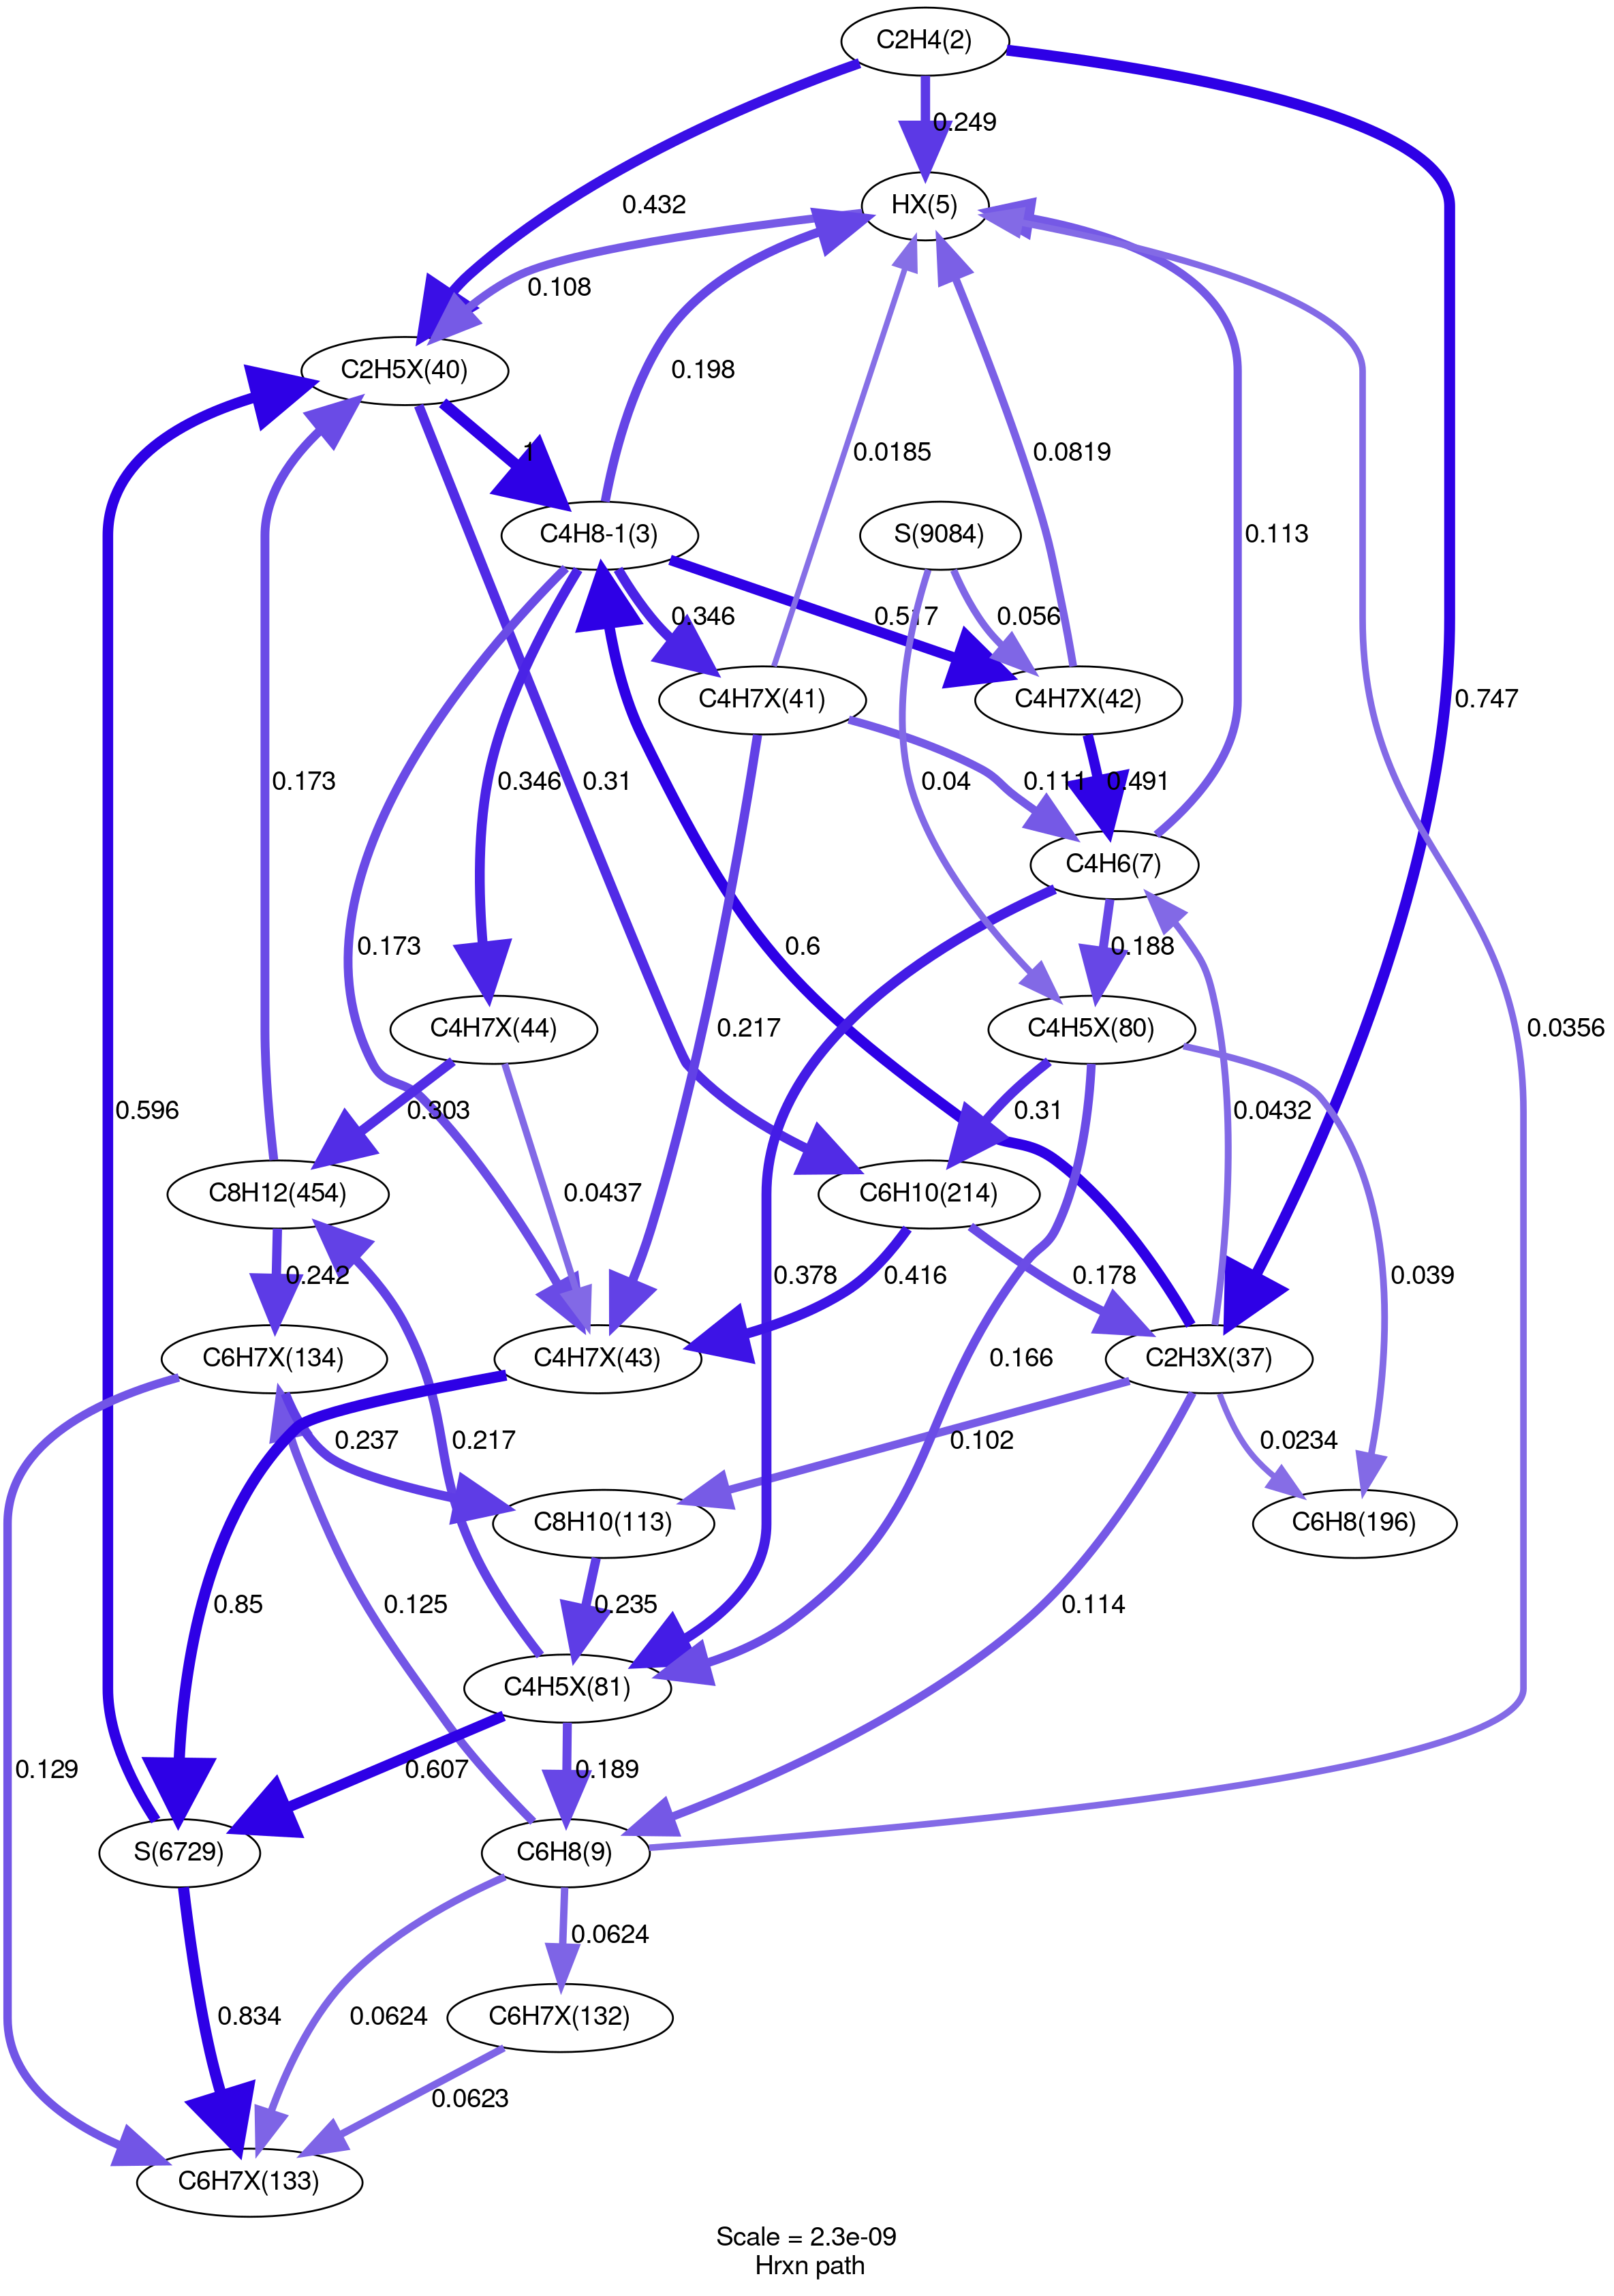 C2H4(2)
0.249
HX(5)
0.432
0.108
C2H5X(40)
0.198
1
0.0185
0.0819
C4H8-1(3)
S(9084)
0.113
0.346
0.517
0.056
C4H7X(41)
C4H7X(42)
0.747
0.173
0.31
0.173
0.346
0.6
0.04
0.111
0.491
C4H6(7)
0.188
C4H7X(44)
0.217
C4H5X(80)
0.0356
0.596
0.303
0.31
0.0432
C8H12(454)
0.0437
C6H10(214)
0.242
0.378
0.416
0.178
0.039
C6H7X(134)
C4H7X(43)
C2H3X(37)
0.166
0.237
0.217
0.102
0.0234
C8H10(113)
C6H8(196)
0.85
0.125
0.235
0.114
C4H5X(81)
0.129
0.607
0.189
S(6729)
C6H8(9)
0.0624
C6H7X(132)
0.834
0.0624
0.0623
C6H7X(133)
Scale = 2.3e-09
Hrxn path